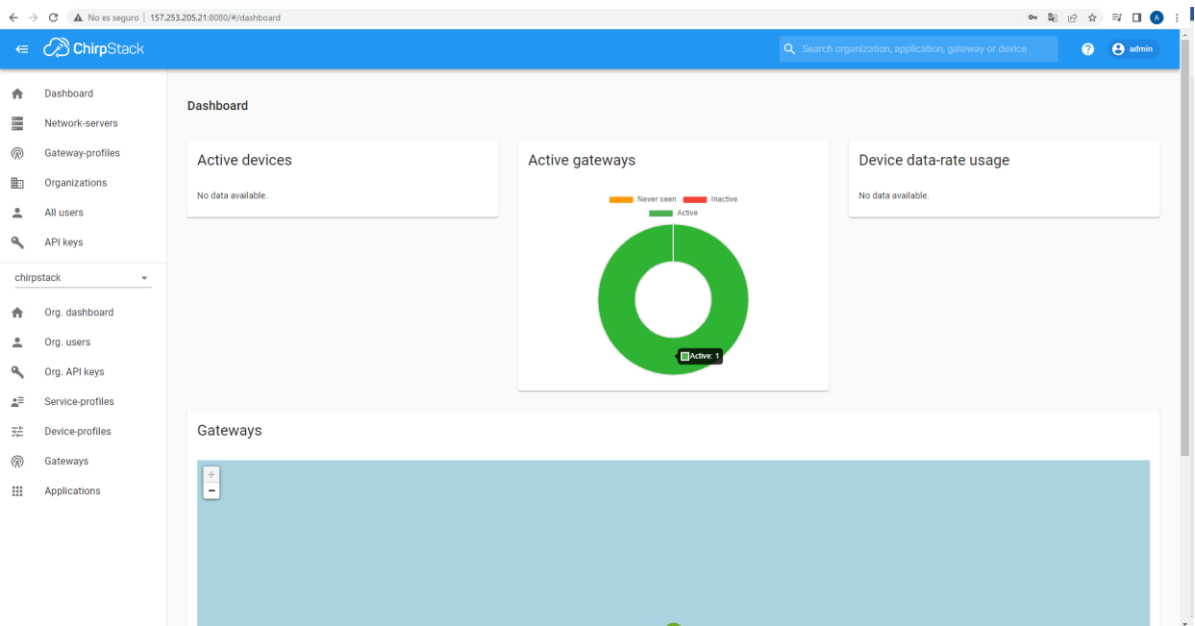 No es seguro | 157.253.205.21:8080/#/dashboard
ChirpStack
Search organization, application, gateway or device
? admin
Dashboard
Network-servers
Gateway-profiles
Organizations
All users
API keys
chirpstack
Org. dashboard
Org. users
Org. API keys
Service-profiles
Device-profiles
Gateways
Applications
Dashboard
Active devices
No data available.
Active gateways
Never seen Inactive
Active
Active: 1
Device data-rate usage
No data available.
Gateways
+
-
A